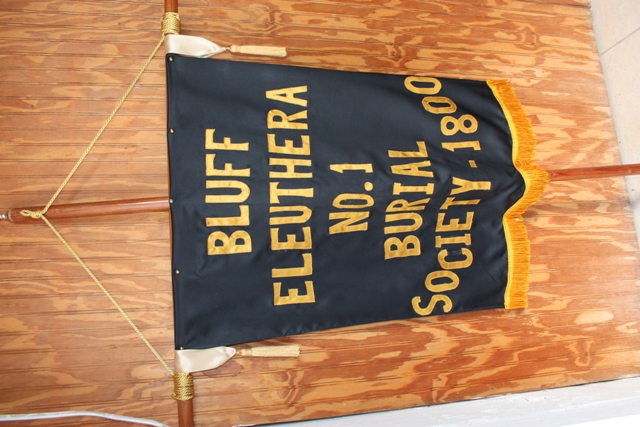 BLUFF
ELEUTHERA
NO.1
BURIAL
SOCIETY-1800